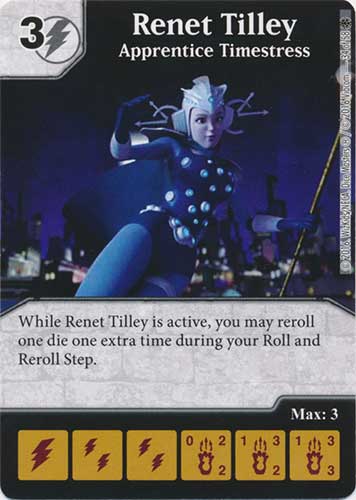 3
Renet Tilley
Apprentice Timestress
While Renet Tilley is active, you may reroll
one die one extra time during your Roll and
Reroll Step.
Max: 3
0 2 2
1 3 2
1 3 3